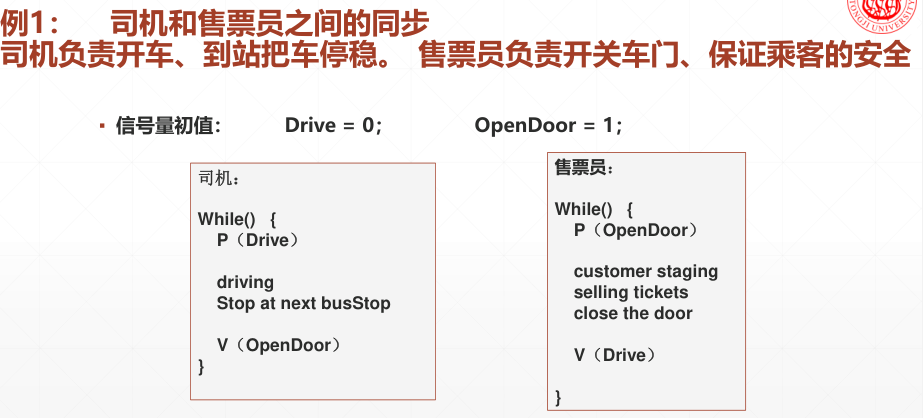 例1： 司机和售票员之间的同步
司机负责开车、到站把车停稳。 售票员负责开关车门、保证乘客的安全
▪ 信号量初值： Drive = 0; OpenDoor = 1;
司机：
While() {
P（Drive）
driving
Stop at next busStop
V（OpenDoor）
}
售票员：
While() {
P（OpenDoor）
customer staging
selling tickets
close the door
V（Drive）
}